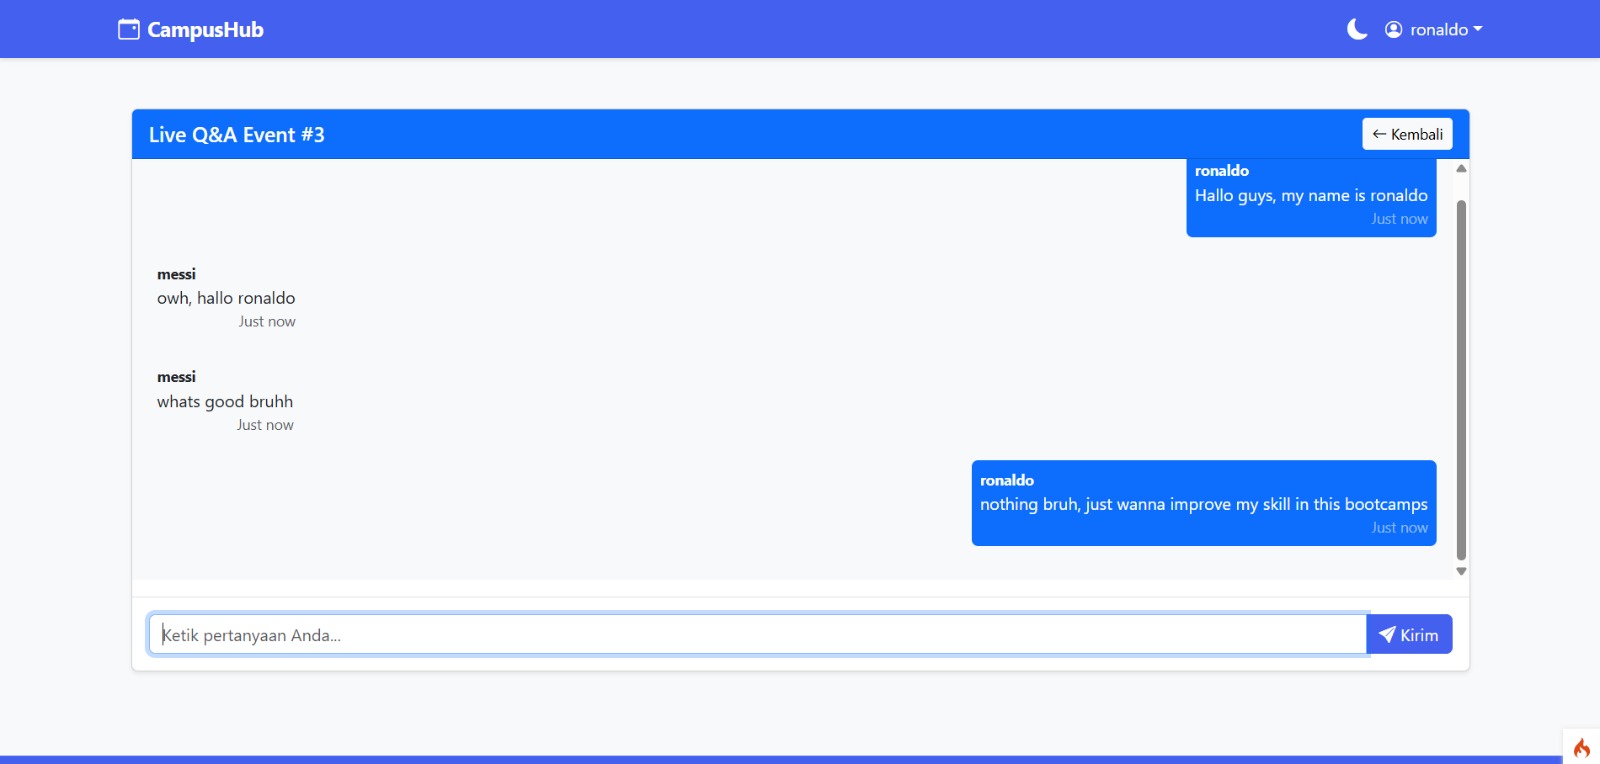 CampusHub
ronaldo
Live Q&A Event #3
← Kembali
ronaldo
Hallo guys, my name is ronaldo
Just now
messi
owh, hallo ronaldo
Just now
messi
whats good bruhh
Just now
ronaldo
nothing bruh, just wanna improve my skill in this bootcamps
Just now
Ketik pertanyaan Anda...
Kirim